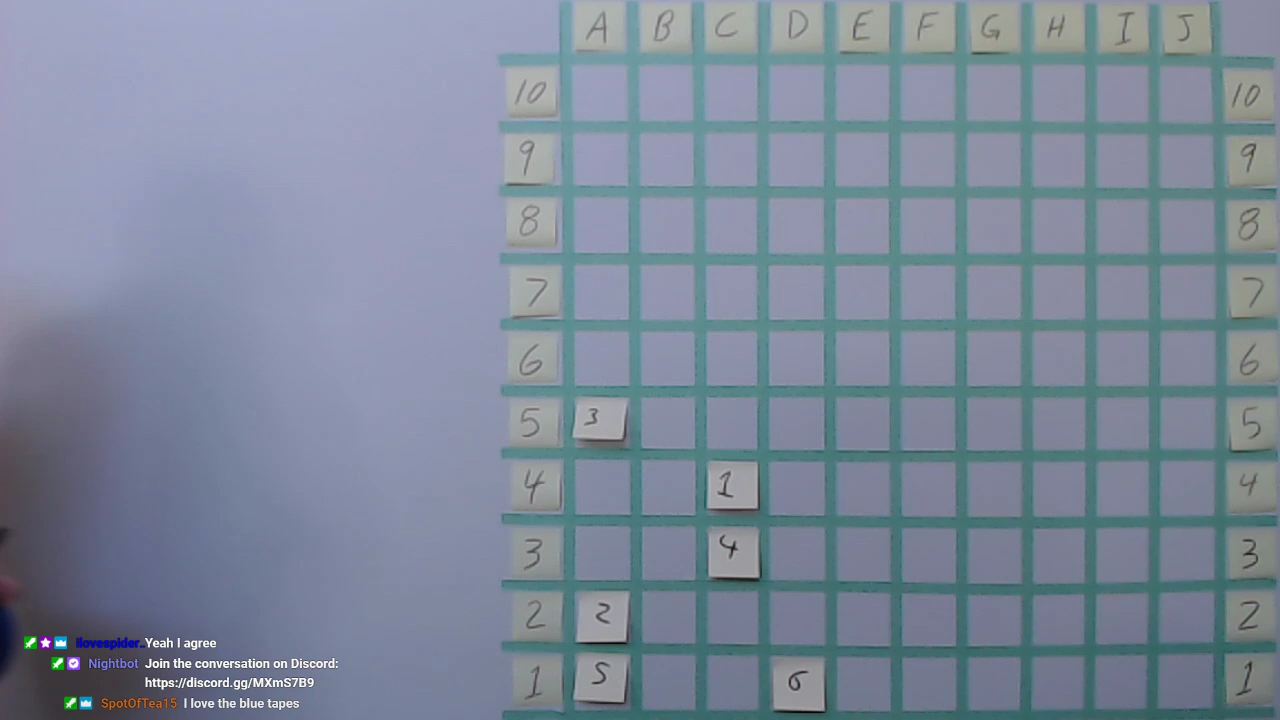 A B C D E F G H I J
10 10
9 9
8 8
7 7
6 6
5 3 5
4 1 4
3 4 3
2 2 2
1 5 6 1
Ilovespider..Yeah I agree
Nightbot Join the conversation on Discord:
https://discord.gg/MXmS7B9
SpotOfTea15 I love the blue tapes